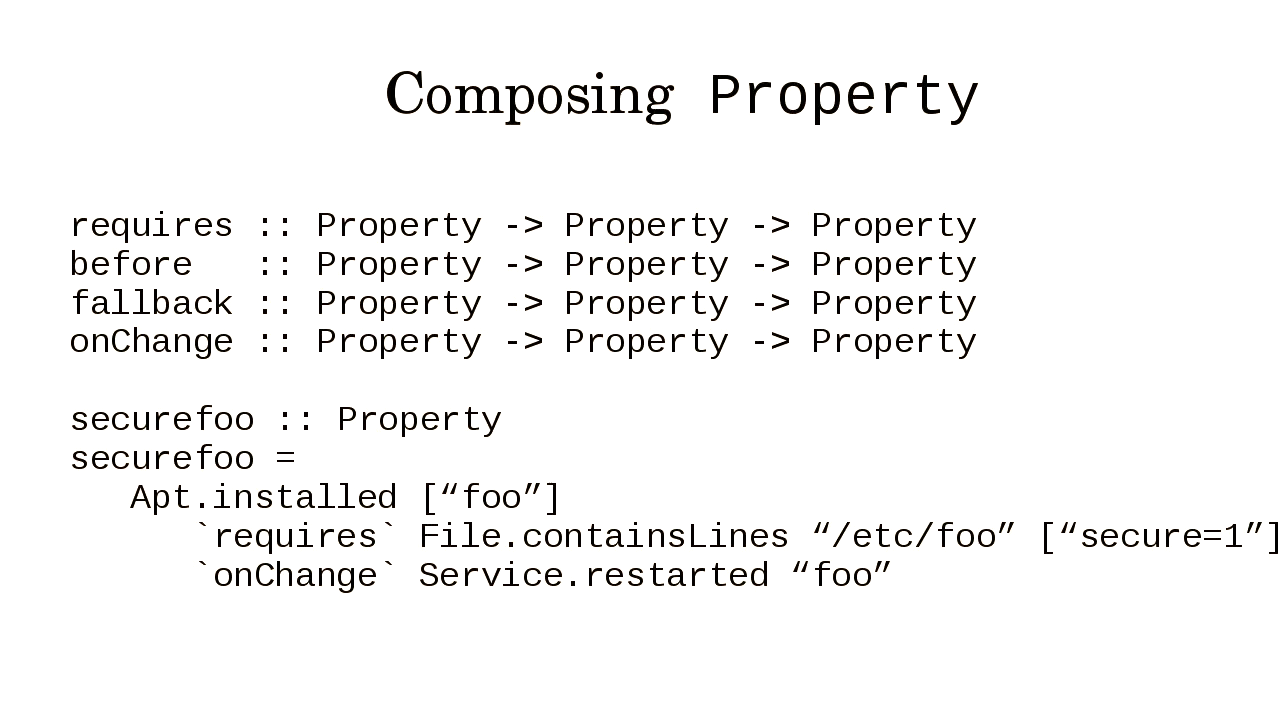 Composing Property
requires :: Property -> Property -> Property
before   :: Property -> Property -> Property
fallback :: Property -> Property -> Property
onChange :: Property -> Property -> Property
securefoo :: Property
securefoo =
   Apt.installed [“foo”]
      `requires` File.containsLines “/etc/foo” [“secure=1”]
      `onChange` Service.restarted “foo”